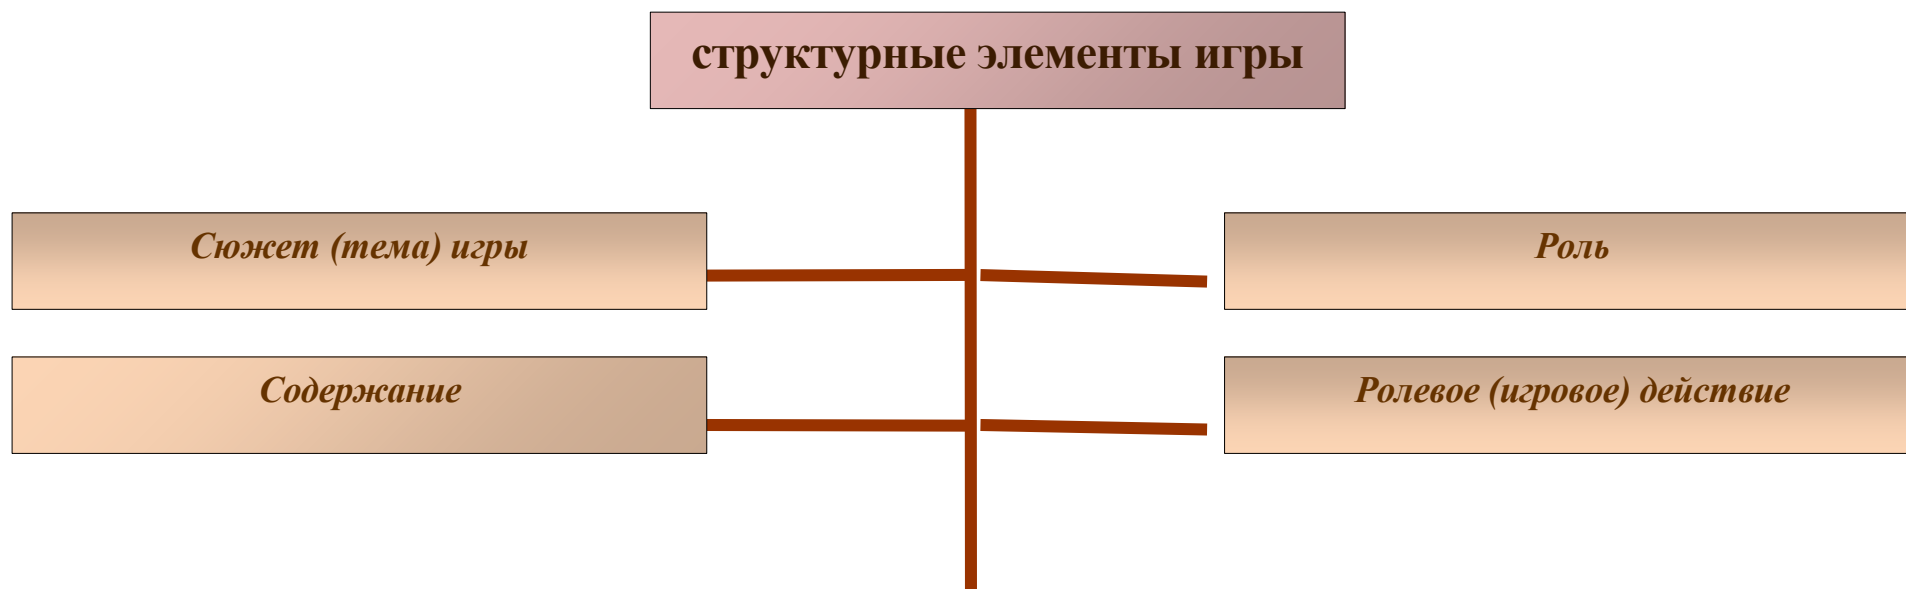 структурные элементы игры
Сюжет (тема) игры
Роль
Содержание
Ролевое (игровое) действие